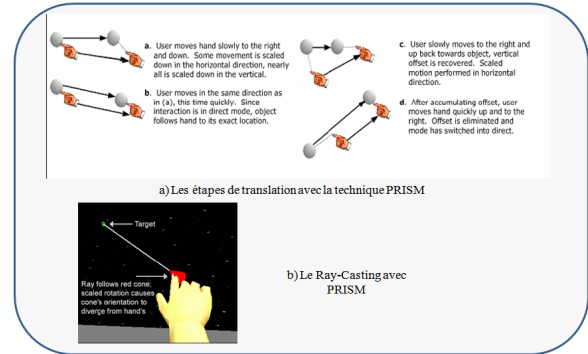 a. User moves hand slowly to the right
and down. Some movement is scaled
down in the horizontal direction, nearly
all is scaled down in the vertical.
b. User moves in the same direction as
in (a), this time quickly. Since
interaction is in direct mode, object
follows hand to its exact location.
c. User slowly moves to the right and
up back towards object, vertical
offset is recovered. Scaled
motion performed in horizontal
direction.
d. After accumulating offset, user
moves hand quickly up and to the
right. Offset is eliminated and
mode has switched into direct.
a) Les étapes de translation avec la technique PRISM
Target
Ray follows red cone;
scaled rotation causes
cone's orientation to
diverge from hand's
b) Le Ray-Casting avec
PRISM